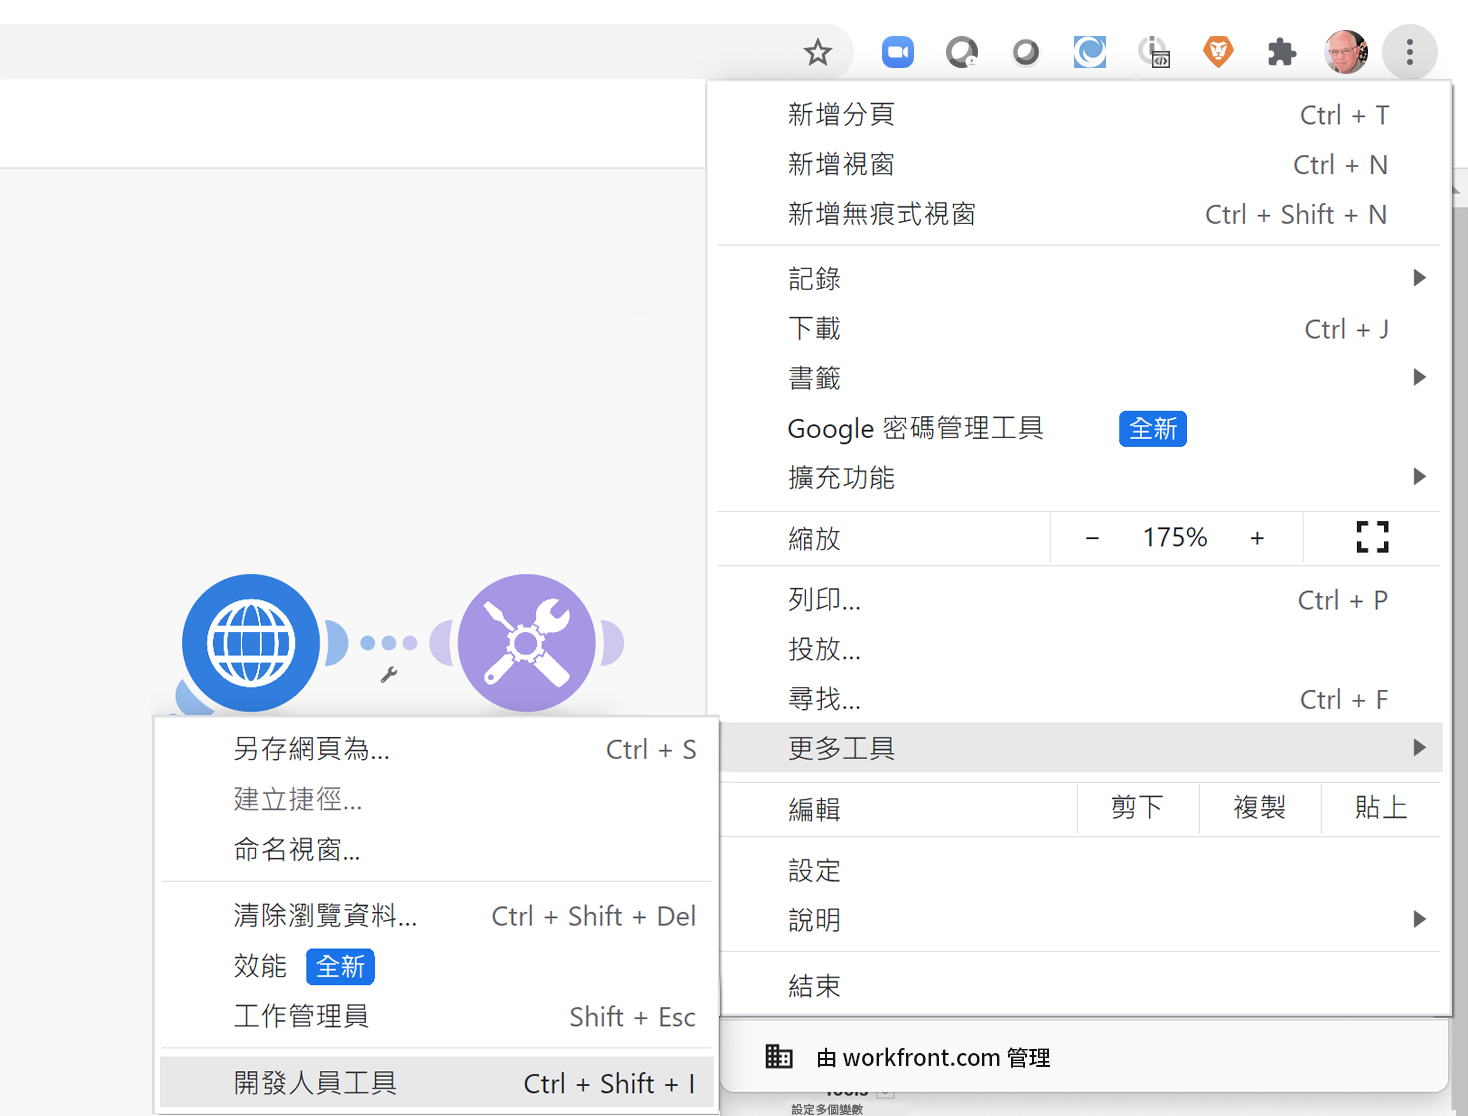 新增分頁 Ctrl + T
新增視窗 Ctrl + N
新增無痕式視窗 Ctrl + Shift + N
記錄
下載 Ctrl + J
書籤
Google 密碼管理工具 全新
擴充功能
縮放 − 175% +
列印... Ctrl + P
投放...
尋找... Ctrl + F
更多工具
編輯 剪下 複製 貼上
設定
說明
結束
由 workfront.com 管理
另存網頁為... Ctrl + S
建立捷徑...
命名視窗...
清除瀏覽資料... Ctrl + Shift + Del
效能 全新
工作管理員 Shift + Esc
開發人員工具 Ctrl + Shift + I
Tools
設定多個變數